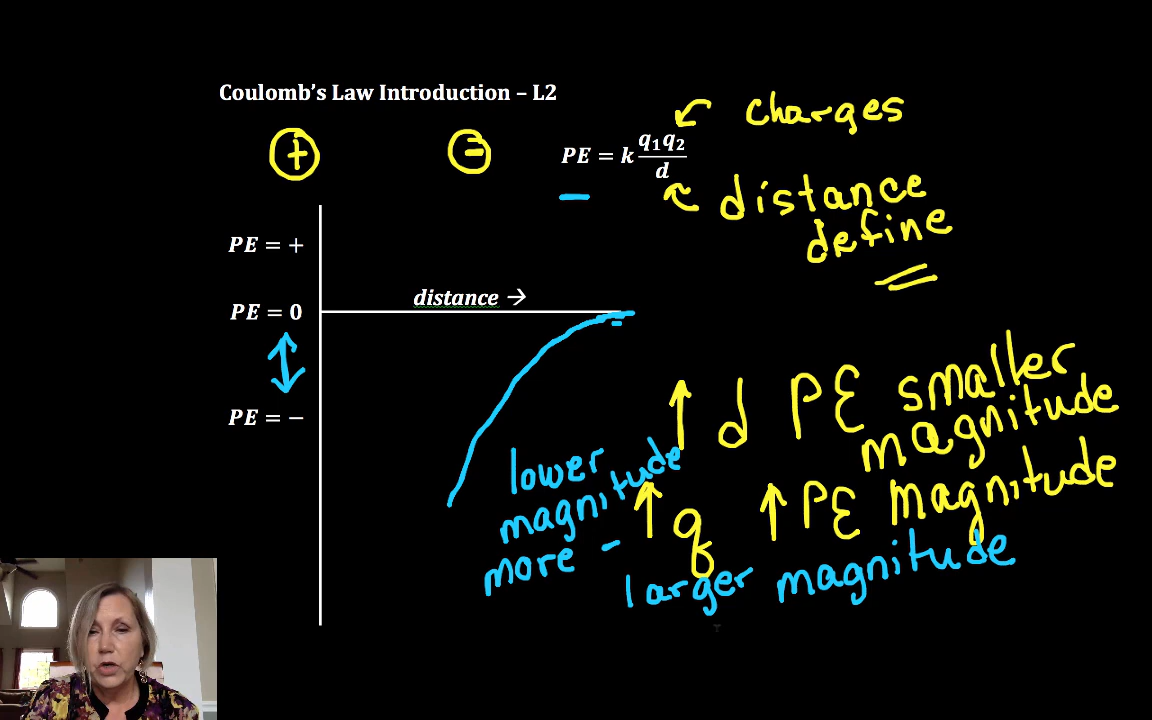 Coulomb's Law Introduction – L2
+
-
PE = k q₁q₂ / d
charges
distance
define
PE = +
PE = 0
PE = −
distance →
↑ d PE smaller
magnitude
↑ q ↑ PE magnitude
lower
magnitude
more -
larger magnitude